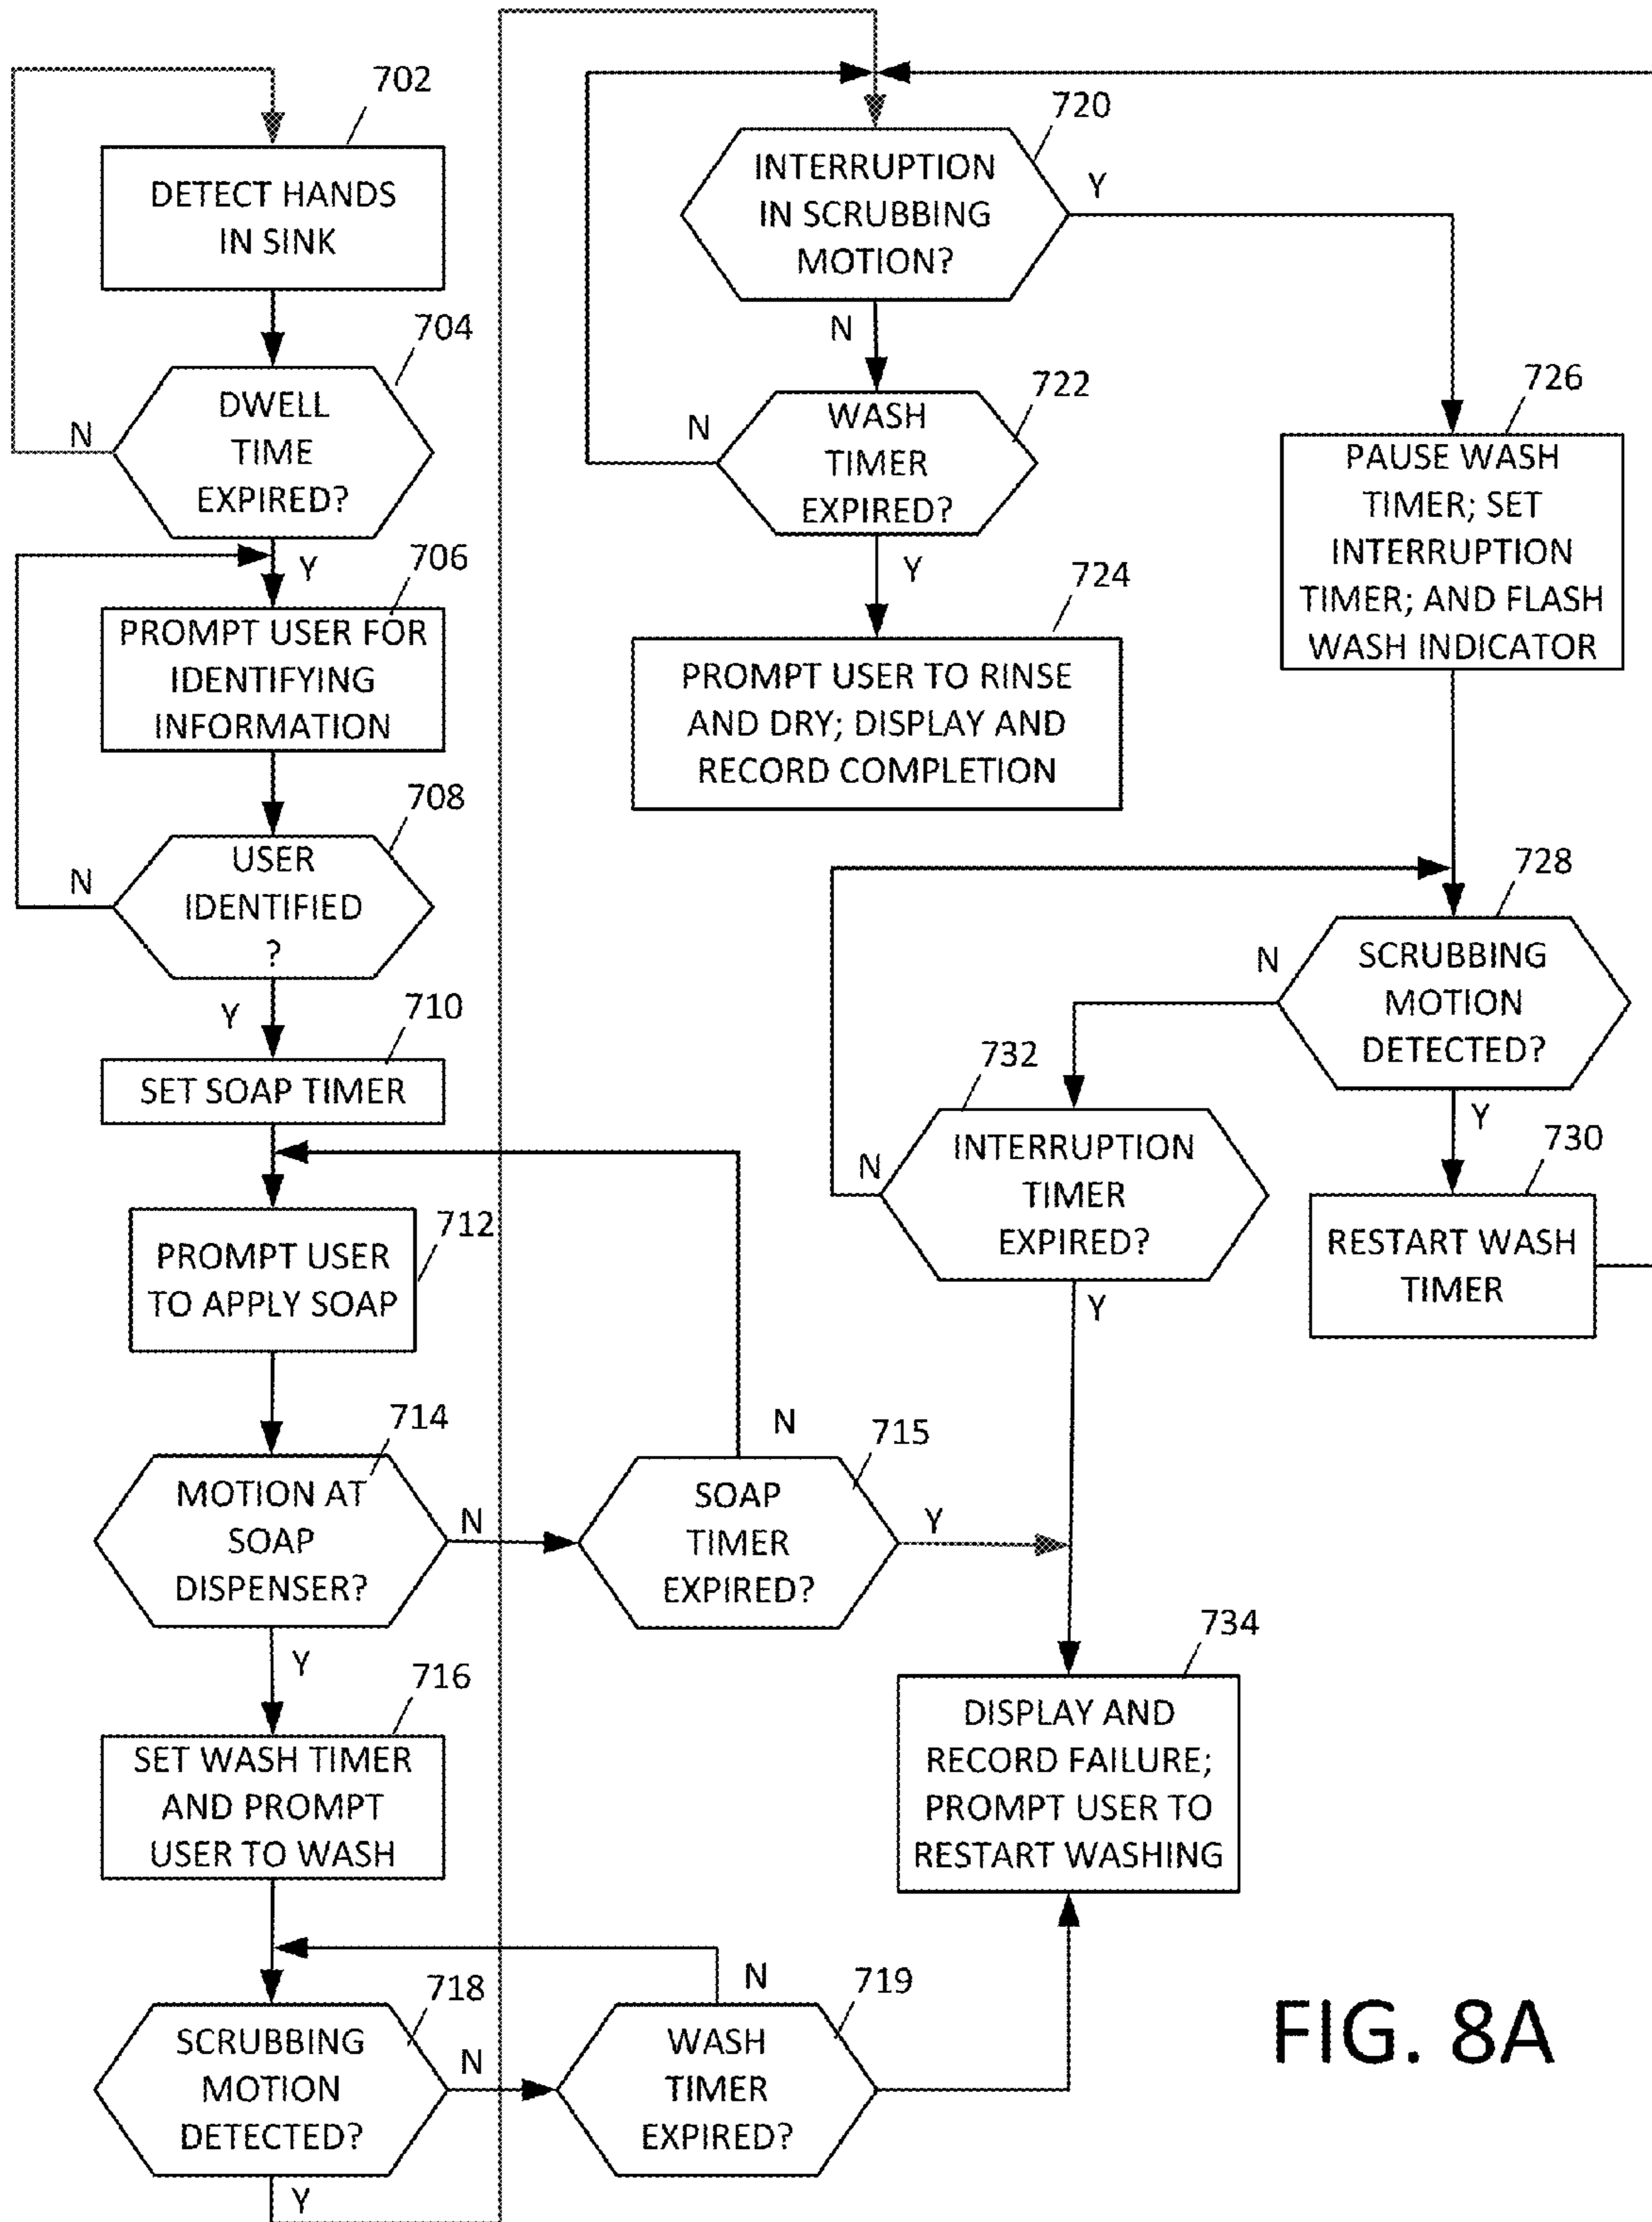 702
DETECT HANDS
IN SINK
704
DWELL
TIME
EXPIRED?
N
Y
706
PROMPT USER FOR
IDENTIFYING
INFORMATION
708
USER
IDENTIFIED
?
N
Y
710
SET SOAP TIMER
712
PROMPT USER
TO APPLY SOAP
714
MOTION AT
SOAP
DISPENSER?
N
Y
715
SOAP
TIMER
EXPIRED?
N
Y
716
SET WASH TIMER
AND PROMPT
USER TO WASH
718
SCRUBBING
MOTION
DETECTED?
N
Y
719
WASH
TIMER
EXPIRED?
N
720
INTERRUPTION
IN SCRUBBING
MOTION?
Y
N
722
WASH
TIMER
EXPIRED?
N
Y
724
PROMPT USER TO RINSE
AND DRY; DISPLAY AND
RECORD COMPLETION
726
PAUSE WASH
TIMER; SET
INTERRUPTION
TIMER; AND FLASH
WASH INDICATOR
728
SCRUBBING
MOTION
DETECTED?
N
Y
730
RESTART WASH
TIMER
732
INTERRUPTION
TIMER
EXPIRED?
N
Y
734
DISPLAY AND
RECORD FAILURE;
PROMPT USER TO
RESTART WASHING
FIG. 8A